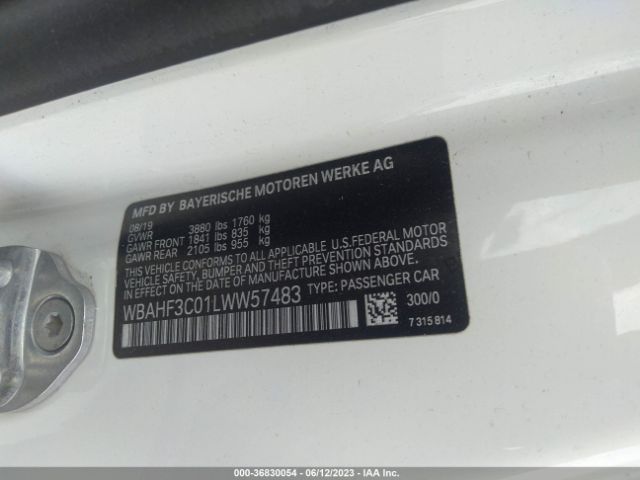 MFD BY BAYERISCHE MOTOREN WERKE AG
08/19
GVWR 3880 lbs 1760 kg
GAWR FRONT 1841 lbs 835 kg
GAWR REAR 2105 lbs 955 kg
THIS VEHICLE CONFORMS TO ALL APPLICABLE U.S. FEDERAL MOTOR
VEHICLE SAFETY, BUMPER AND THEFT PREVENTION STANDARDS
IN EFFECT ON THE DATE OF MANUFACTURE SHOWN ABOVE.
WBAHF3C01LWW57483 TYPE: PASSENGER CAR
300/0
7 315 814
(000-36830054 - 06/12/2023 - IAA Inc.)